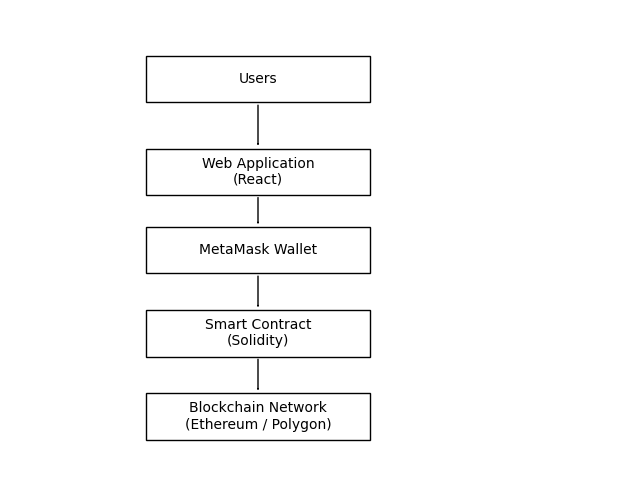 Users
Web Application
(React)
MetaMask Wallet
Smart Contract
(Solidity)
Blockchain Network
(Ethereum / Polygon)